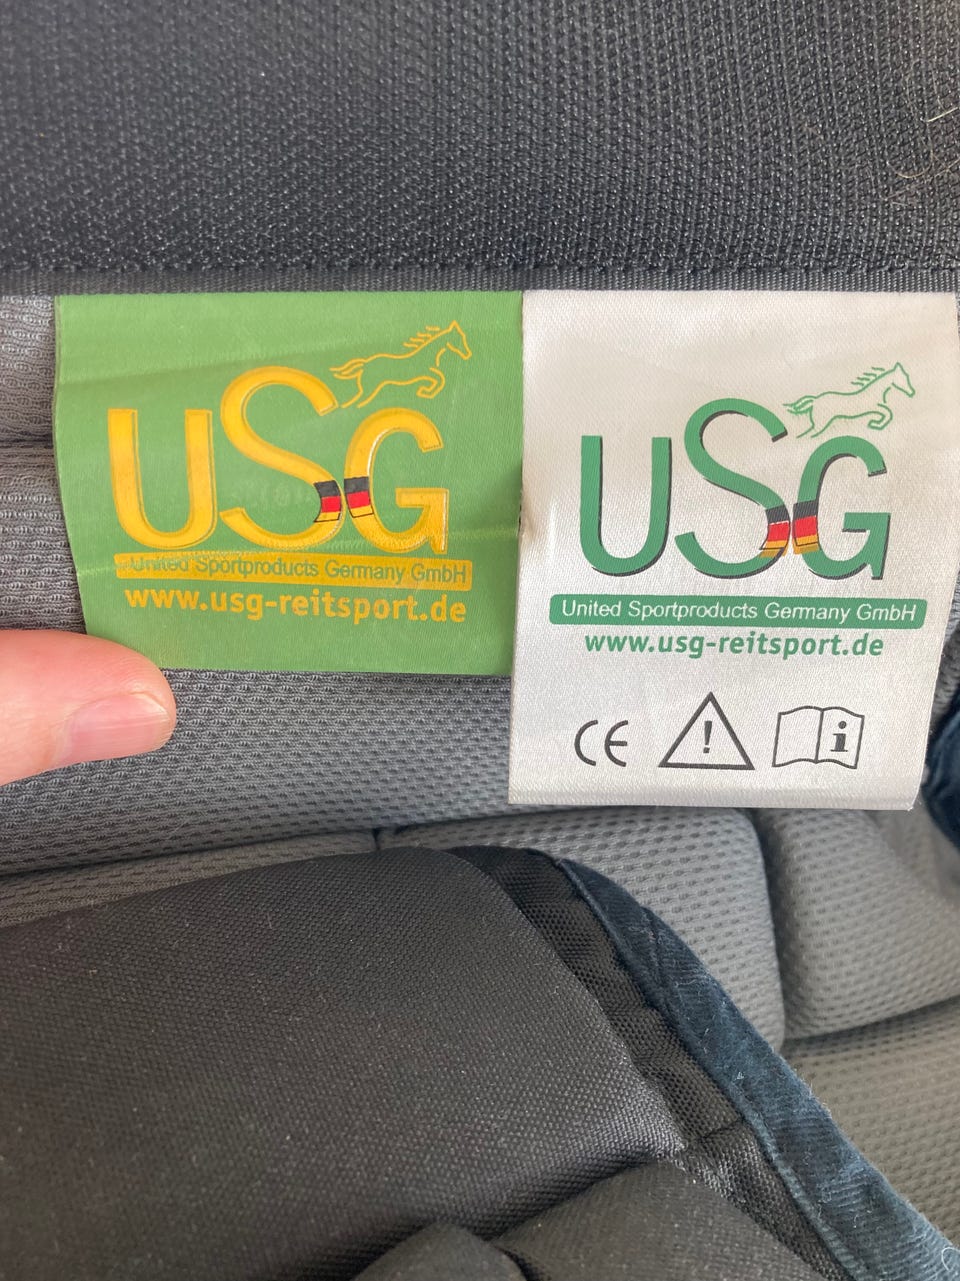 USG
United Sportproducts Germany GmbH
www.usg-reitsport.de
USG
United Sportproducts Germany GmbH
www.usg-reitsport.de
CE
!
i